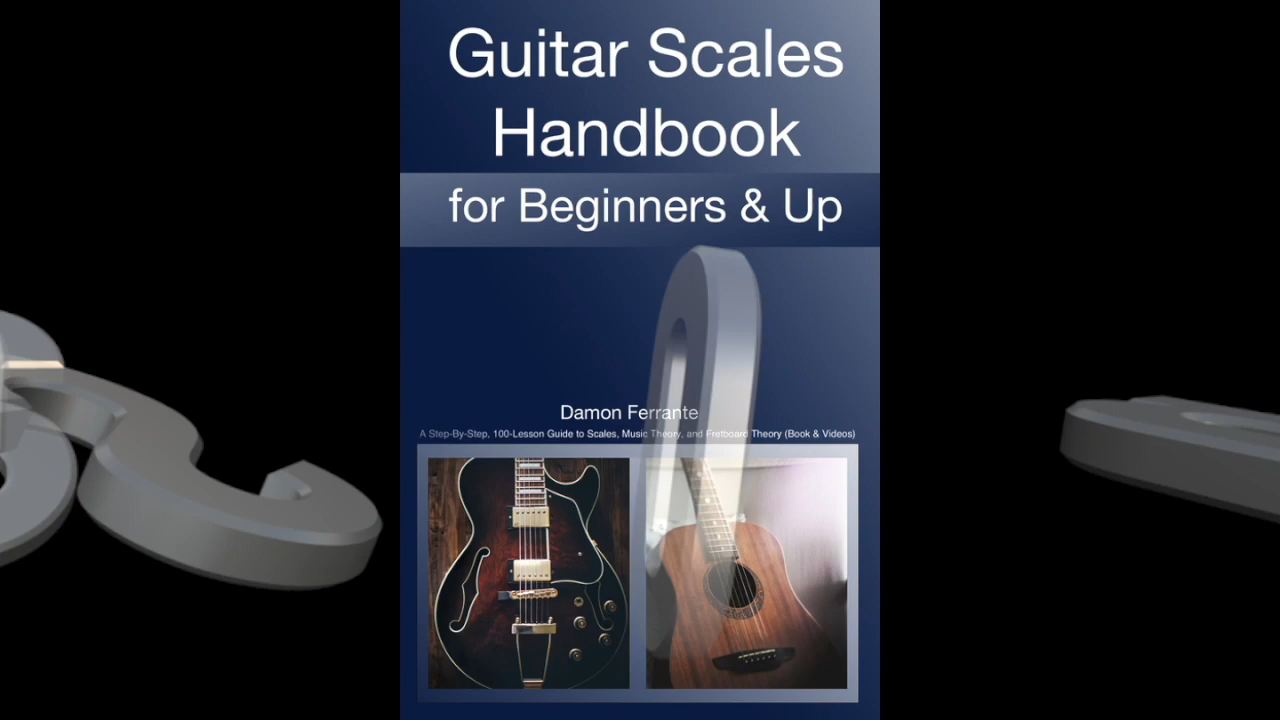 Guitar Scales
Handbook
for Beginners & Up
Damon Ferrante
A Step-By-Step, 100-Lesson Guide to Scales, Music Theory, and Fretboard Theory (Book & Videos)